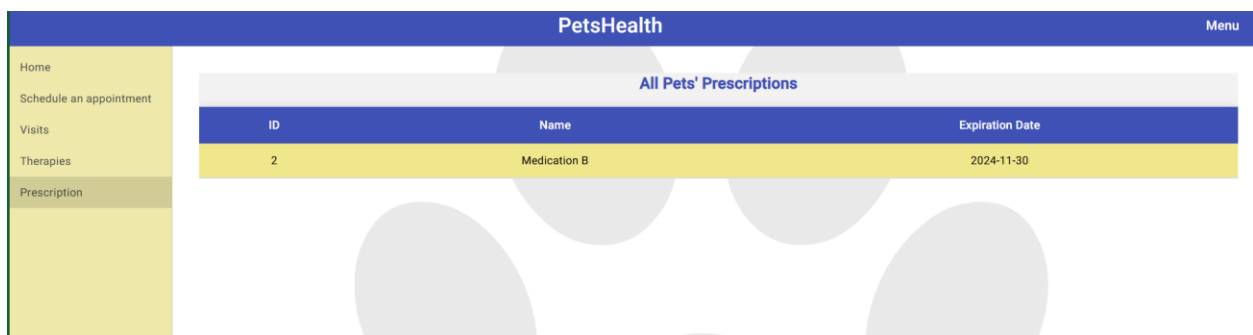 PetsHealth
Menu
Home
Schedule an appointment
Visits
Therapies
Prescription
All Pets' Prescriptions
ID Name Expiration Date
2 Medication B 2024-11-30